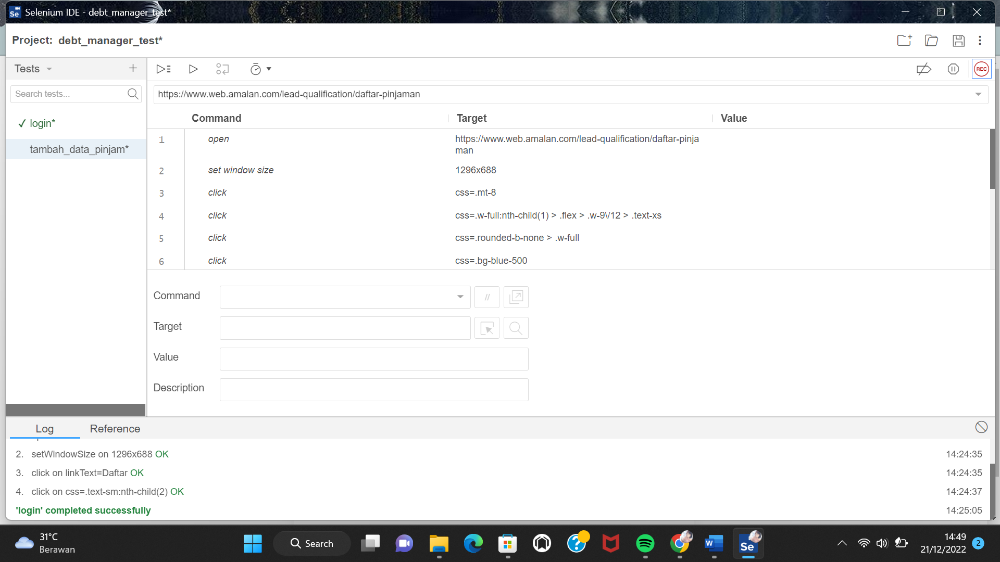 Selenium IDE - debt_manager_test*
Project: debt_manager_test*
Tests
Search tests...
✓ login*
tambah_data_pinjam*
REC
https://www.web.amalan.com/lead-qualification/daftar-pinjaman
Command Target Value
1 open https://www.web.amalan.com/lead-qualification/daftar-pinja
man
2 set window size 1296x688
3 click css=.mt-8
4 click css=.w-full:nth-child(1) > .flex > .w-9\/12 > .text-xs
5 click css=.rounded-b-none > .w-full
6 click css=.bg-blue-500
Command //
Target
Value
Description
Log Reference
2. setWindowSize on 1296x688 OK 14:24:35
3. click on linkText=Daftar OK 14:24:35
4. click on css=.text-sm:nth-child(2) OK 14:24:37
'login' completed successfully 14:25:05
31°C
Berawan
Search
Se
14:49
21/12/2022
2